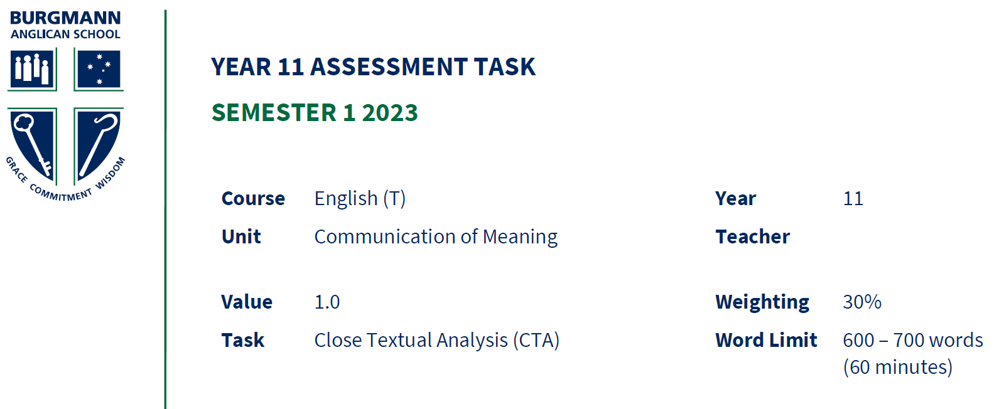 BURGMANN
ANGLICAN SCHOOL
GRACE COMMITMENT WISDOM
YEAR 11 ASSESSMENT TASK
SEMESTER 1 2023
Course English (T) Year 11
Unit Communication of Meaning Teacher
Value 1.0 Weighting 30%
Task Close Textual Analysis (CTA) Word Limit 600 – 700 words
(60 minutes)